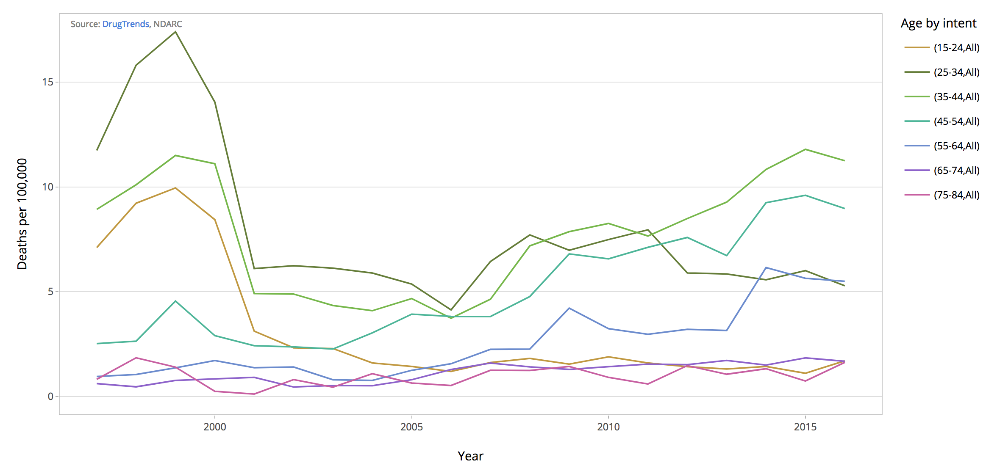 Source: DrugTrends, NDARC
Age by intent
(15-24,All)
(25-34,All)
(35-44,All)
(45-54,All)
(55-64,All)
(65-74,All)
(75-84,All)
Deaths per 100,000
15
10
5
0
2000 2005 2010 2015
Year